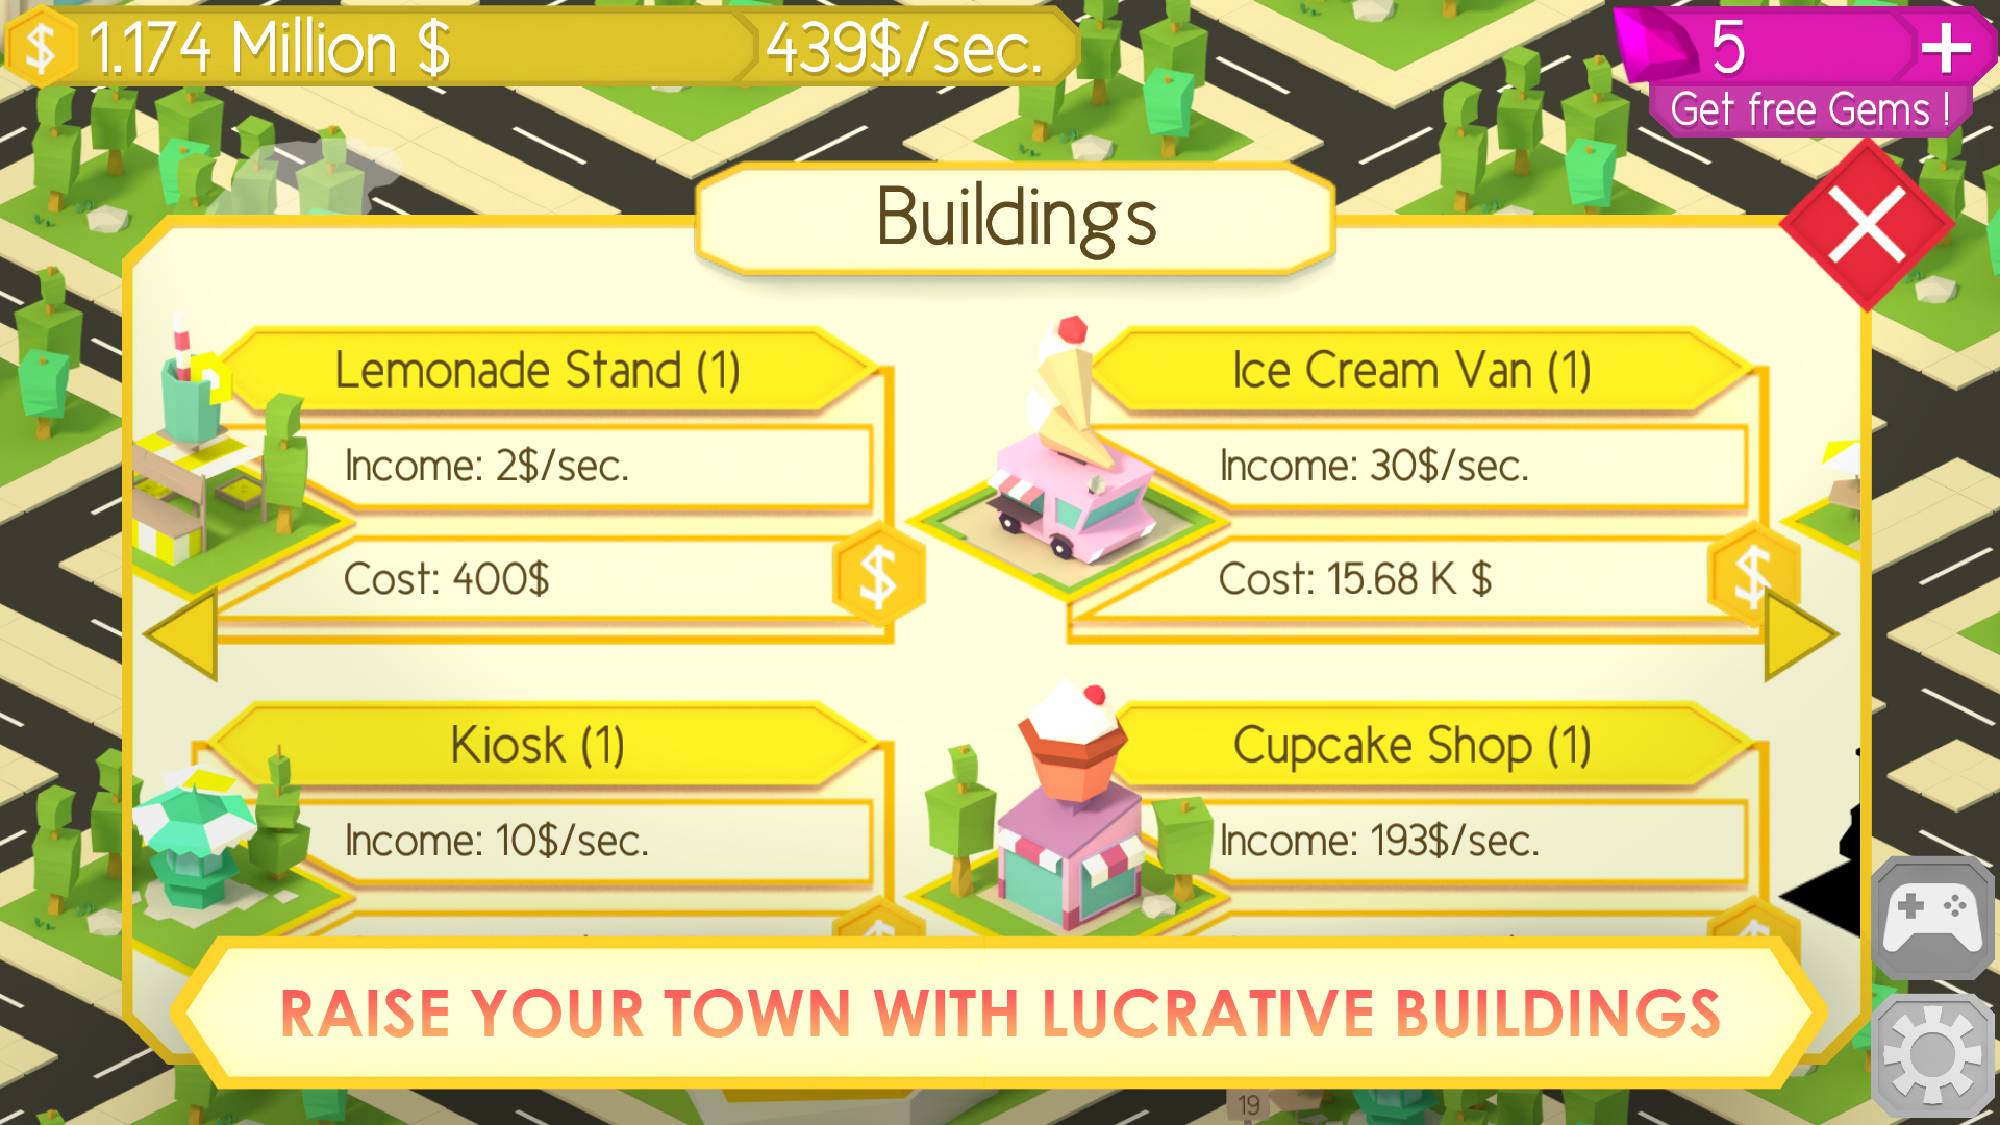 $ 1.174 Million $ 439$/sec.
5 +
Get free Gems !
Buildings
Lemonade Stand (1)
Income: 2$/sec.
Cost: 400$
$
Ice Cream Van (1)
Income: 30$/sec.
Cost: 15.68 K $
$
Kiosk (1)
Income: 10$/sec.
Cupcake Shop (1)
Income: 193$/sec.
RAISE YOUR TOWN WITH LUCRATIVE BUILDINGS
19